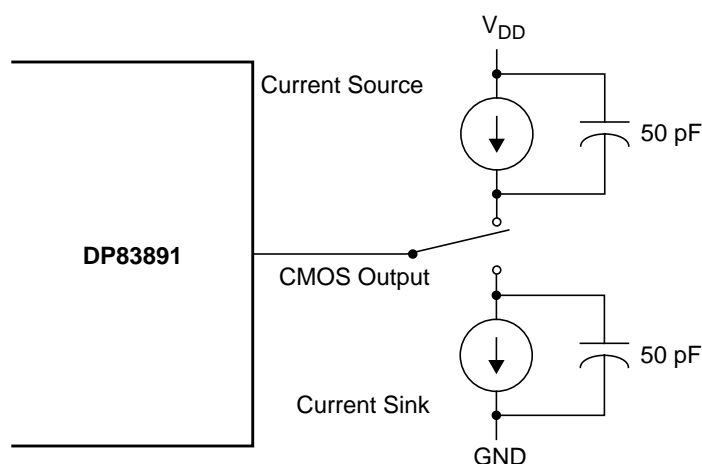 V_DD
Current Source
50 pF
DP83891
CMOS Output
50 pF
Current Sink
GND